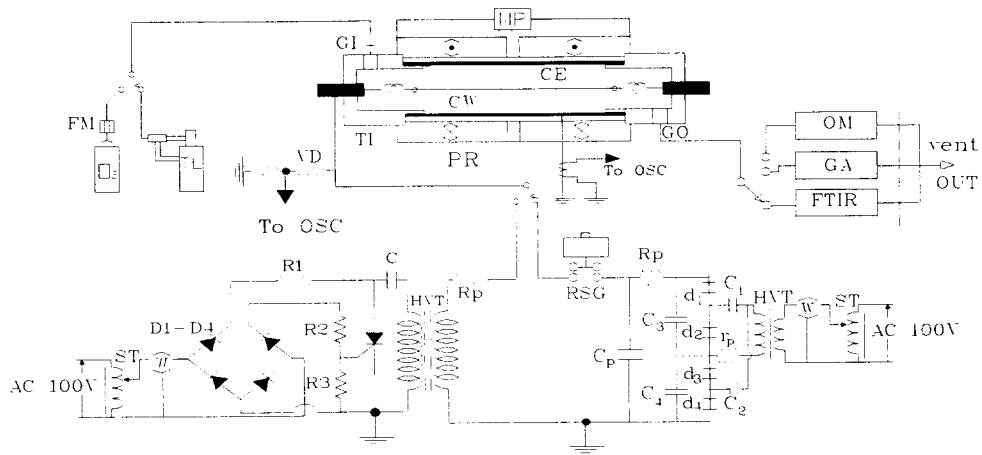 MP
GI
CE
CW
FM
TI
GO
OM
vent
GA
OUT
FTIR
PR
To OSC
VD
To OSC
R1
C
Rp
HVT
RSG
Rp
D1-D4
R2
R3
ST
W
AC 100V
Cp
C3
C4
d1
d2
d3
d4
C1
C2
rp
HVT
W
ST
AC 100V